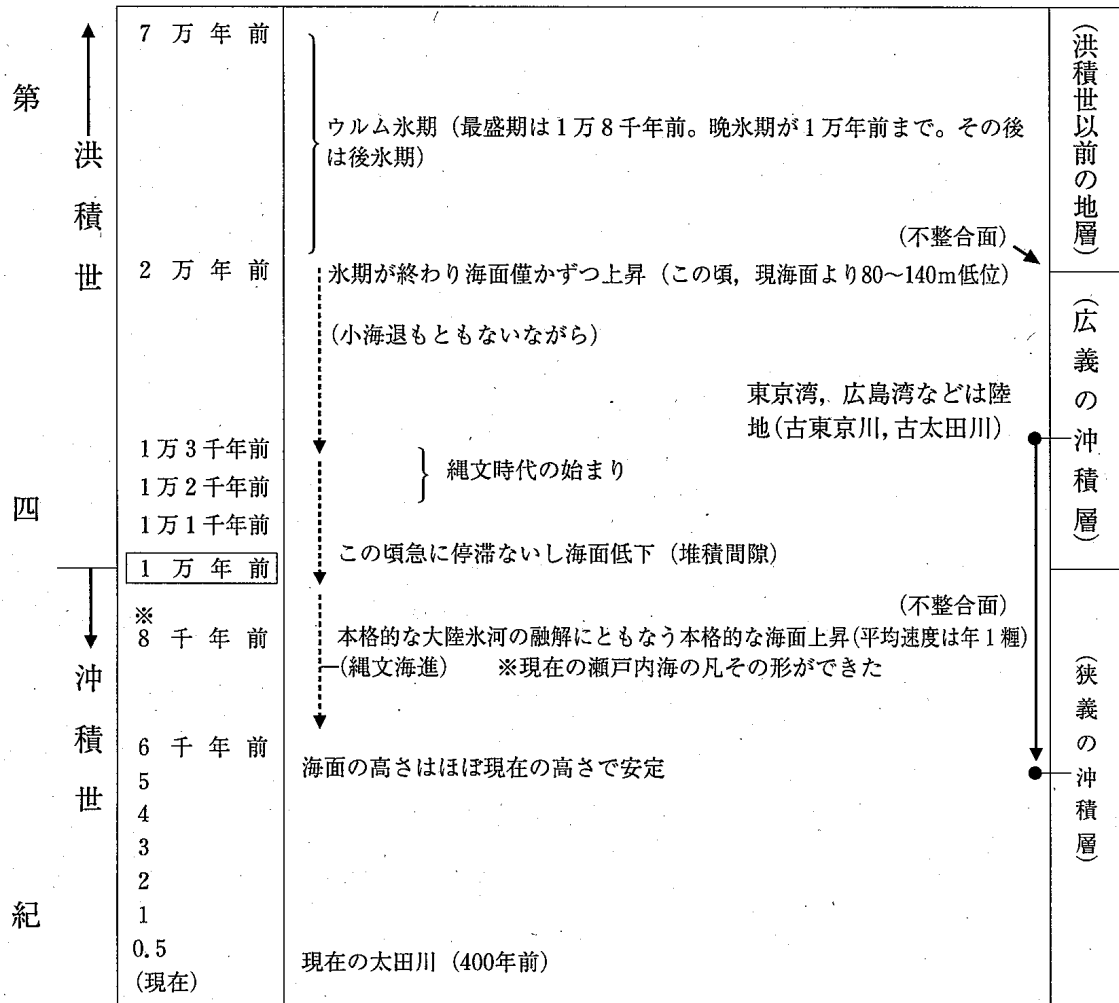 第四紀
洪積世
沖積世
7万年前
ウルム氷期（最盛期は1万8千年前。晩氷期が1万年前まで。その後
は後氷期）
（不整合面）
2万年前
氷期が終わり海面僅かずつ上昇（この頃，現海面より80〜140m低位）
（小海退もともないながら）
東京湾，広島湾などは陸
地（古東京川，古太田川）
1万3千年前
1万2千年前
縄文時代の始まり
1万1千年前
この頃急に停滞ないし海面低下（堆積間隙）
1万年前
（不整合面）
※
8千年前
本格的な大陸氷河の融解にともなう本格的な海面上昇（平均速度は年1糎）
（縄文海進）　※現在の瀬戸内海の凡その形ができた
6千年前
海面の高さはほぼ現在の高さで安定
5
4
3
2
1
0.5
（現在）
現在の太田川（400年前）
（洪積世以前の地層）
（広義の沖積層）
（狭義の沖積層）